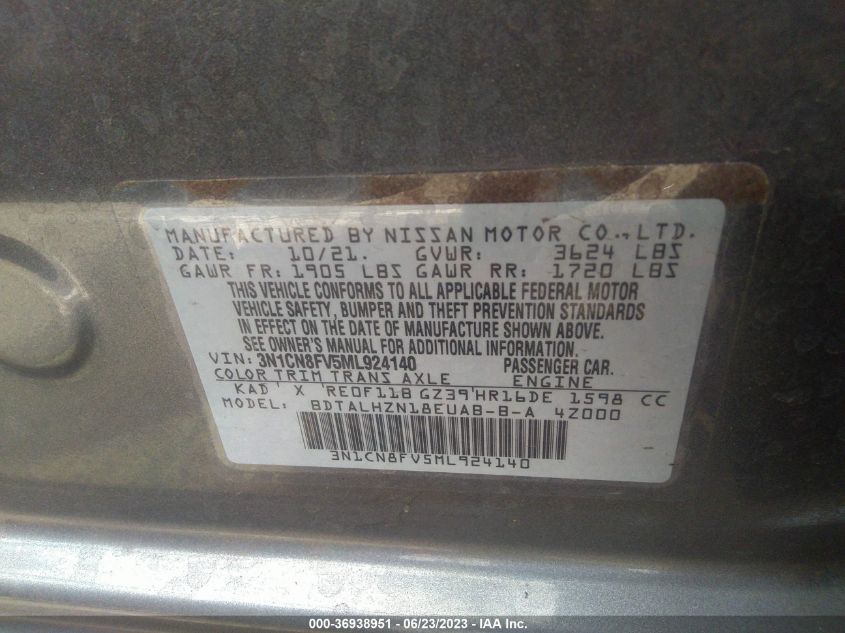 MANUFACTURED BY NISSAN MOTOR CO., LTD.
DATE: 10/21. GVWR: 3624 LBS
GAWR FR: 1905 LBS GAWR RR: 1720 LBS
THIS VEHICLE CONFORMS TO ALL APPLICABLE FEDERAL MOTOR
VEHICLE SAFETY, BUMPER AND THEFT PREVENTION STANDARDS
IN EFFECT ON THE DATE OF MANUFACTURE SHOWN ABOVE.
SEE OWNER'S MANUAL FOR ADDITIONAL INFORMATION.
VIN: 3N1CN8FV5ML924140 PASSENGER CAR.
COLOR TRIM TRANS AXLE ENGINE
KAD' X 'RE0F11B GZ39'HR16DE 1598 CC
MODEL: BDTALHZN18EUAB-B-A 4Z000
3N1CN8FV5ML924140
000-36938951 / 06/23/2023 - IAA Inc.